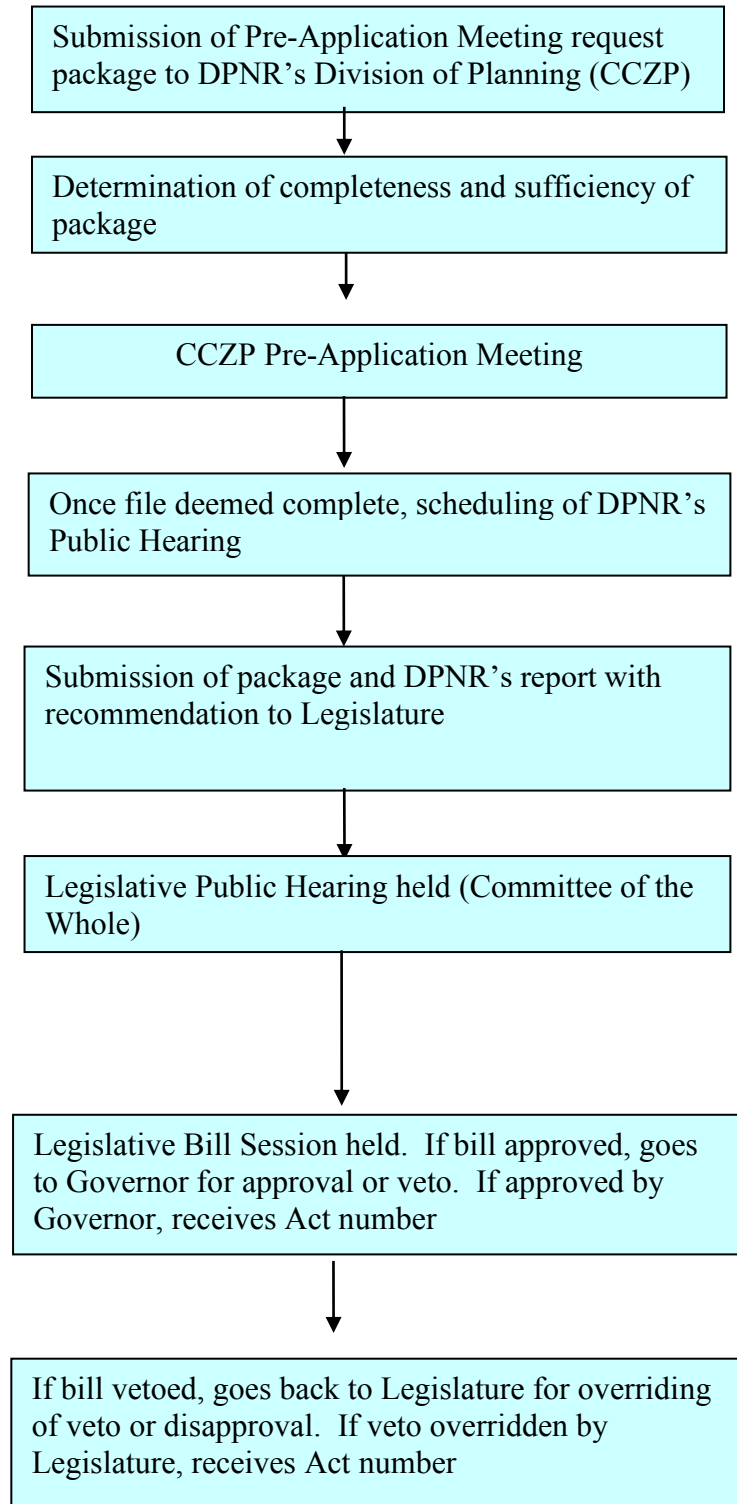 Submission of Pre-Application Meeting request
package to DPNR’s Division of Planning (CCZP)
Determination of completeness and sufficiency of
package
CCZP Pre-Application Meeting
Once file deemed complete, scheduling of DPNR’s
Public Hearing
Submission of package and DPNR’s report with
recommendation to Legislature
Legislative Public Hearing held (Committee of the
Whole)
Legislative Bill Session held.  If bill approved, goes
to Governor for approval or veto.  If approved by
Governor, receives Act number
If bill vetoed, goes back to Legislature for overriding
of veto or disapproval.  If veto overridden by
Legislature, receives Act number